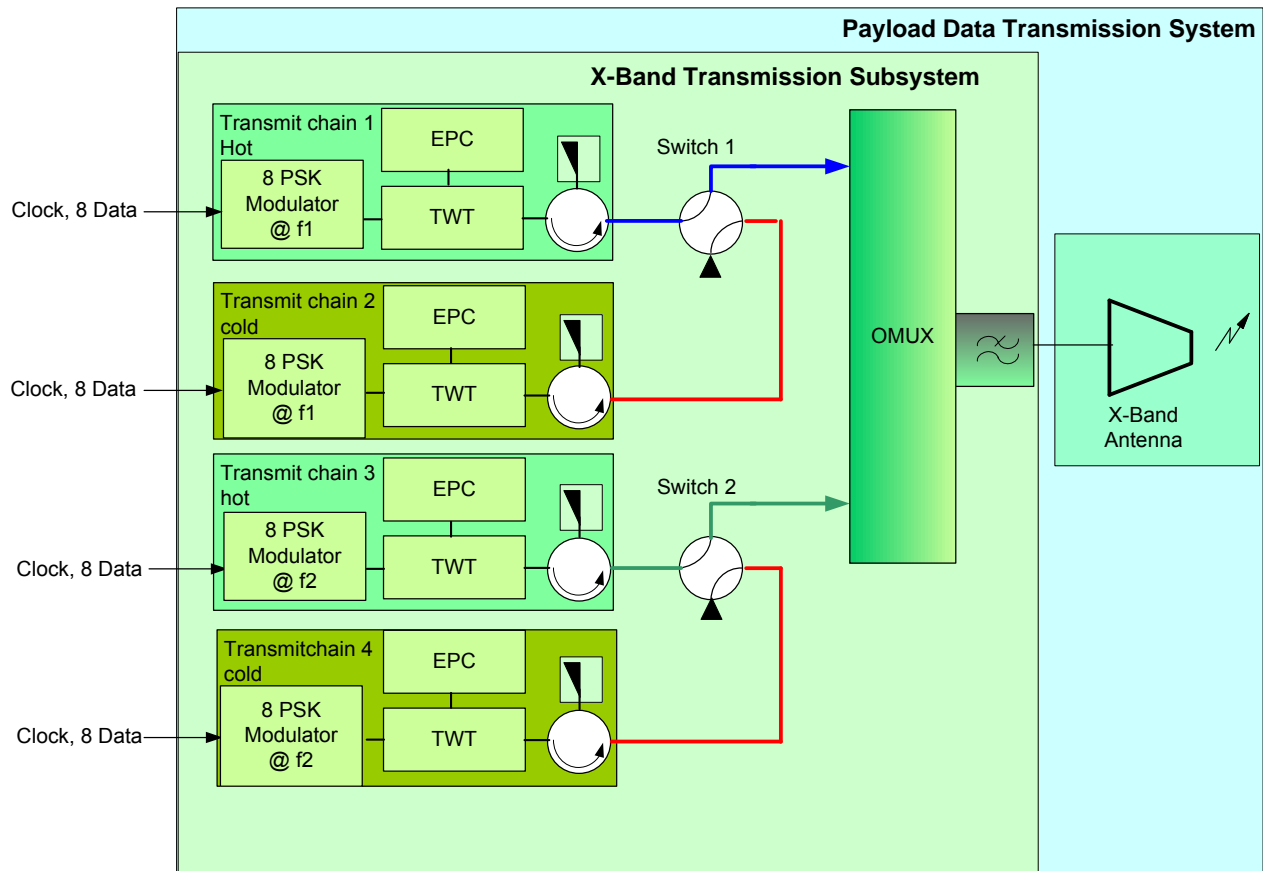 Payload Data Transmission System
X-Band Transmission Subsystem
Transmit chain 1
Hot
EPC
8 PSK
Modulator
@ f1
TWT
Clock, 8 Data
Switch 1
Transmit chain 2
cold
EPC
8 PSK
Modulator
@ f1
TWT
Clock, 8 Data
OMUX
X-Band
Antenna
Transmit chain 3
hot
EPC
8 PSK
Modulator
@ f2
TWT
Clock, 8 Data
Switch 2
Transmitchain 4
cold
EPC
8 PSK
Modulator
@ f2
TWT
Clock, 8 Data